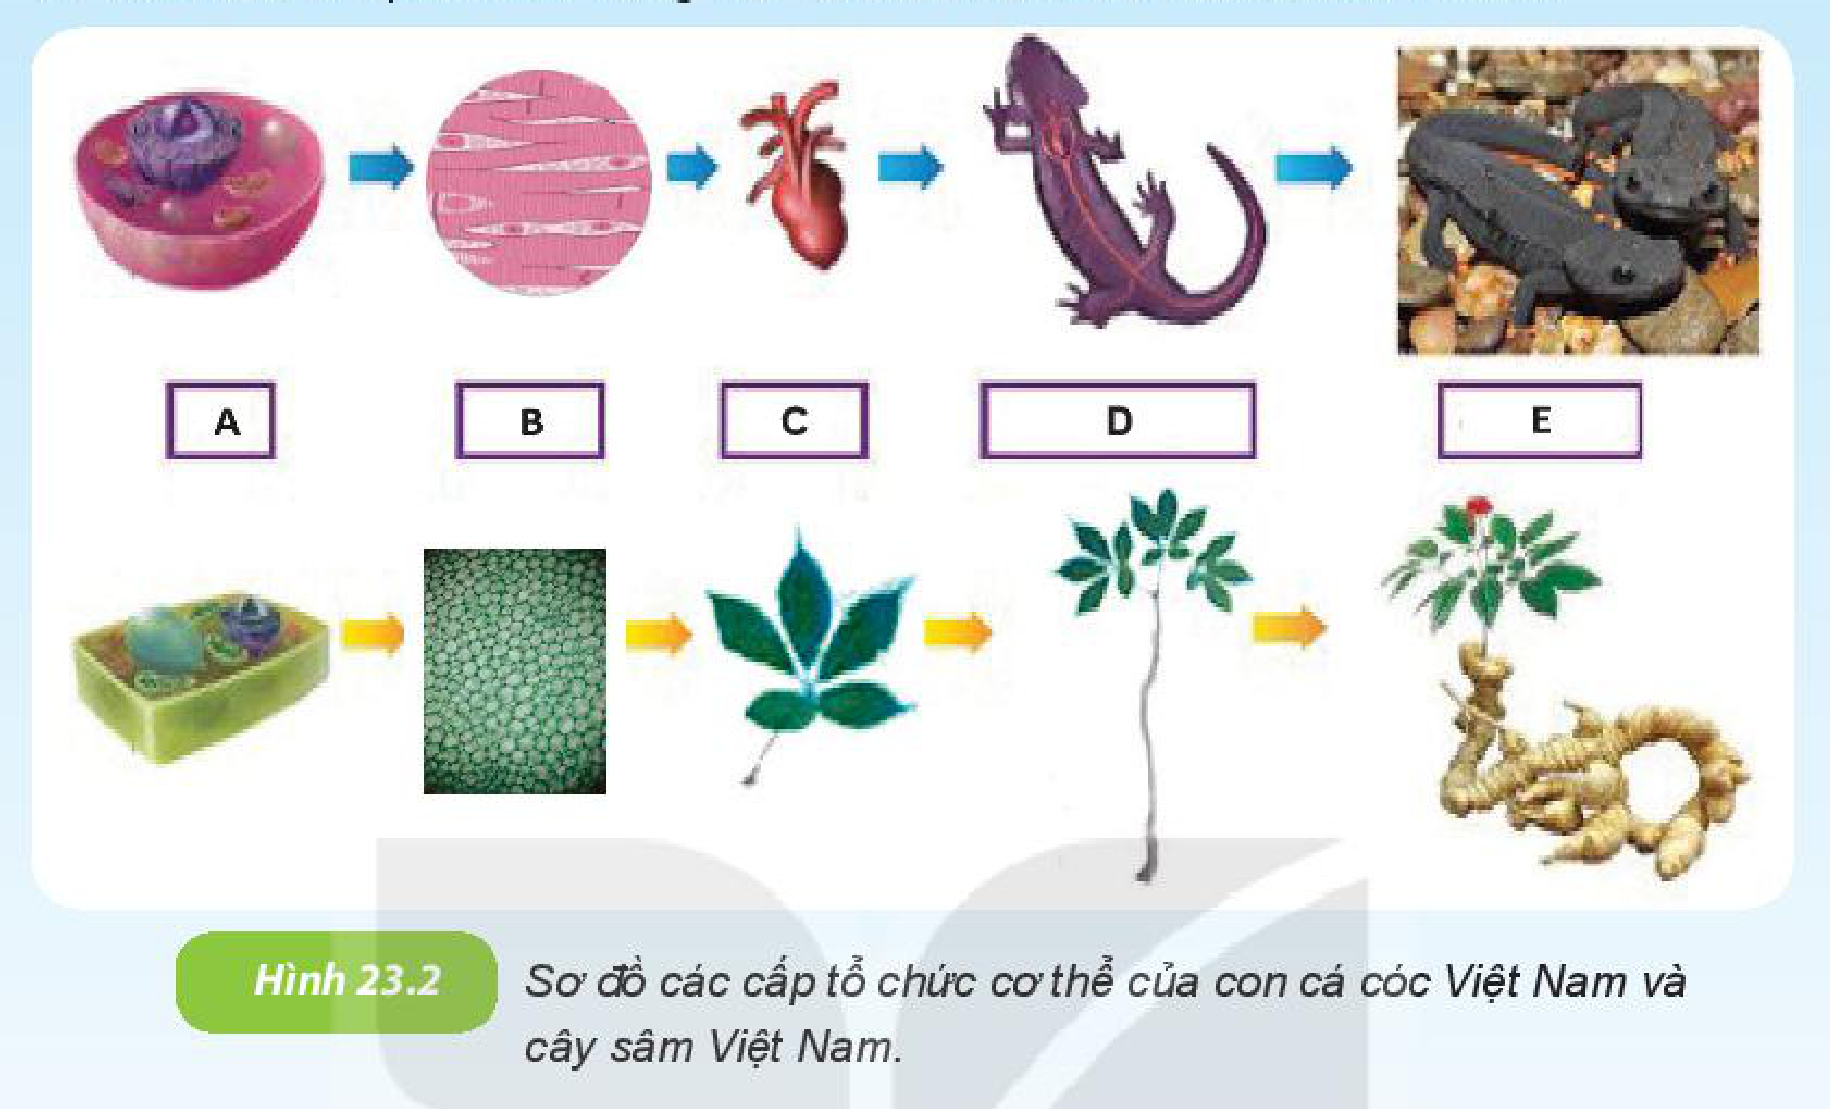 A
B
C
D
E
Hình 23.2
Sơ đồ các cấp tổ chức cơ thể của con cá cóc Việt Nam và
cây sâm Việt Nam.